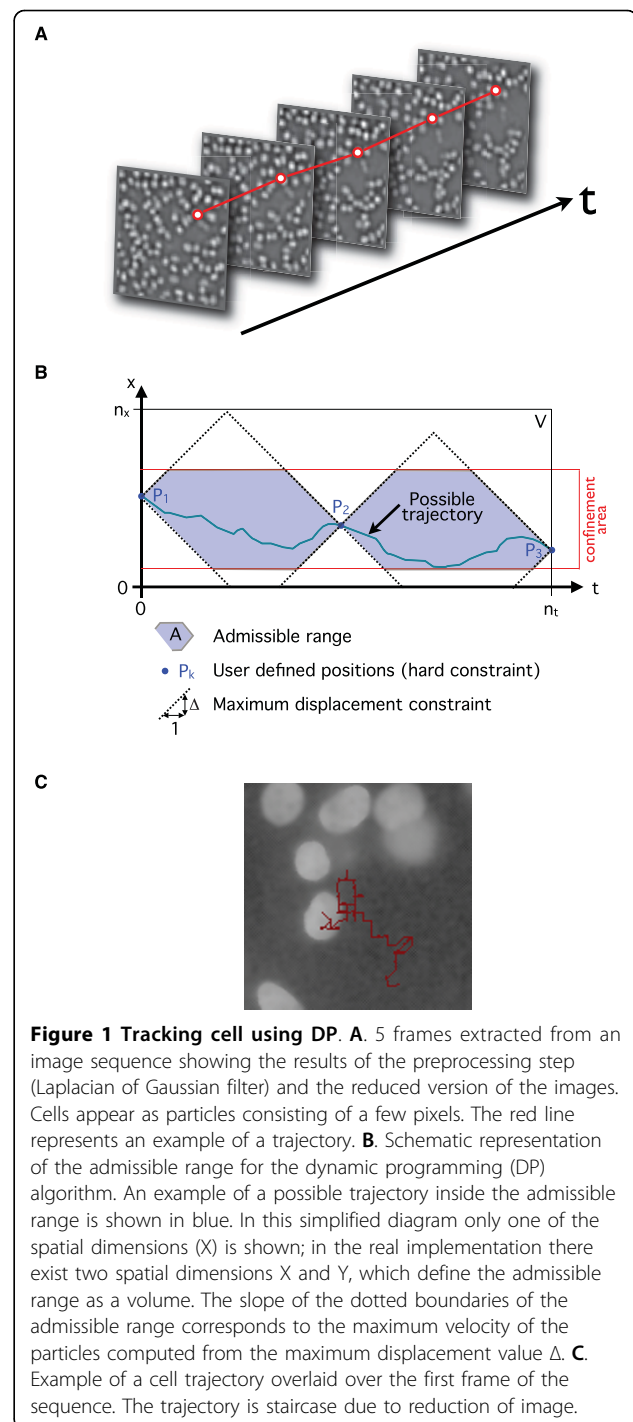 A
t
B
x
nx
V
P1
P2
Possible
trajectory
P3
confinement
area
0
t
0
nt
A Admissible range
Pk User defined positions (hard constraint)
Δ
1
Maximum displacement constraint
C
Figure 1 Tracking cell using DP. A. 5 frames extracted from an
image sequence showing the results of the preprocessing step
(Laplacian of Gaussian filter) and the reduced version of the images.
Cells appear as particles consisting of a few pixels. The red line
represents an example of a trajectory. B. Schematic representation
of the admissible range for the dynamic programming (DP)
algorithm. An example of a possible trajectory inside the admissible
range is shown in blue. In this simplified diagram only one of the
spatial dimensions (X) is shown; in the real implementation there
exist two spatial dimensions X and Y, which define the admissible
range as a volume. The slope of the dotted boundaries of the
admissible range corresponds to the maximum velocity of the
particles computed from the maximum displacement value Δ. C.
Example of a cell trajectory overlaid over the first frame of the
sequence. The trajectory is staircase due to reduction of image.